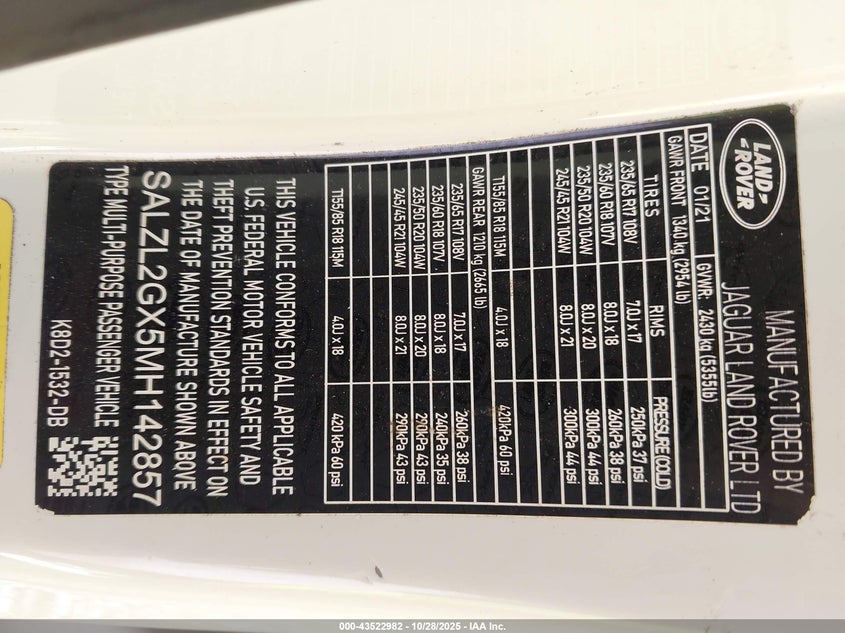 LAND-
-ROVER
MANUFACTURED BY
JAGUAR LAND ROVER LTD
DATE 01/21 GVWR: 2430 kg (5355lb)
GAWR FRONT 1340 kg (2954 lb)
TIRES RIMS PRESSURE (COLD)
235/65 R17 108V 7.0J x 17 250kPa 37 psi
235/60 R18 107V 8.0J x 18 260kPa 38 psi
235/50 R20 104W 8.0J x 20 300kPa 44 psi
245/45 R21 104W 8.0J x 21 300kPa 44 psi
T155/85 R18 115M 4.0J x 18 420kPa 60 psi
GAWR REAR 1210 kg (2665 lb)
235/65 R17 108V 7.0J x 17 260kPa 38 psi
235/60 R18 107V 8.0J x 18 240kPa 35 psi
235/50 R20 104W 8.0J x 20 290kPa 43 psi
245/45 R21 104W 8.0J x 21 290kPa 43 psi
T155/85 R18 115M 4.0J x 18 420kPa 60 psi
THIS VEHICLE CONFORMS TO ALL APPLICABLE
U.S. FEDERAL MOTOR VEHICLE SAFETY AND
THEFT PREVENTION STANDARDS IN EFFECT ON
THE DATE OF MANUFACTURE SHOWN ABOVE
SALZL2GX5MH142857
TYPE MULTI-PURPOSE PASSENGER VEHICLE
K8D2-1532-DB
000-43522982 | 10/28/2025 - IAA Inc.